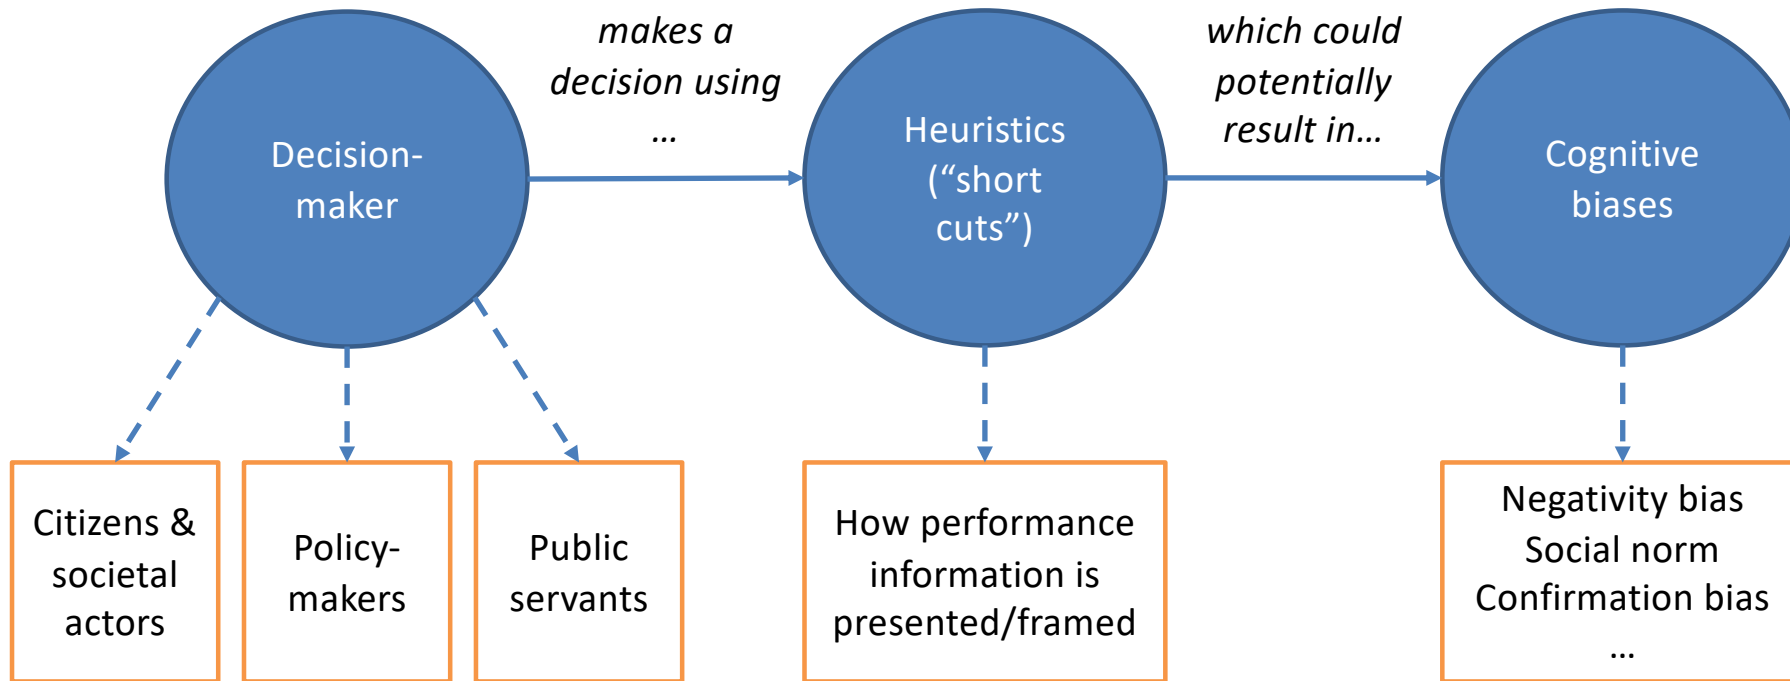 Decision-
maker
makes a
decision using
…
Heuristics
(“short
cuts”)
which could
potentially
result in…
Cognitive
biases
Citizens &
societal
actors
Policy-
makers
Public
servants
How performance
information is
presented/framed
Negativity bias
Social norm
Confirmation bias
…